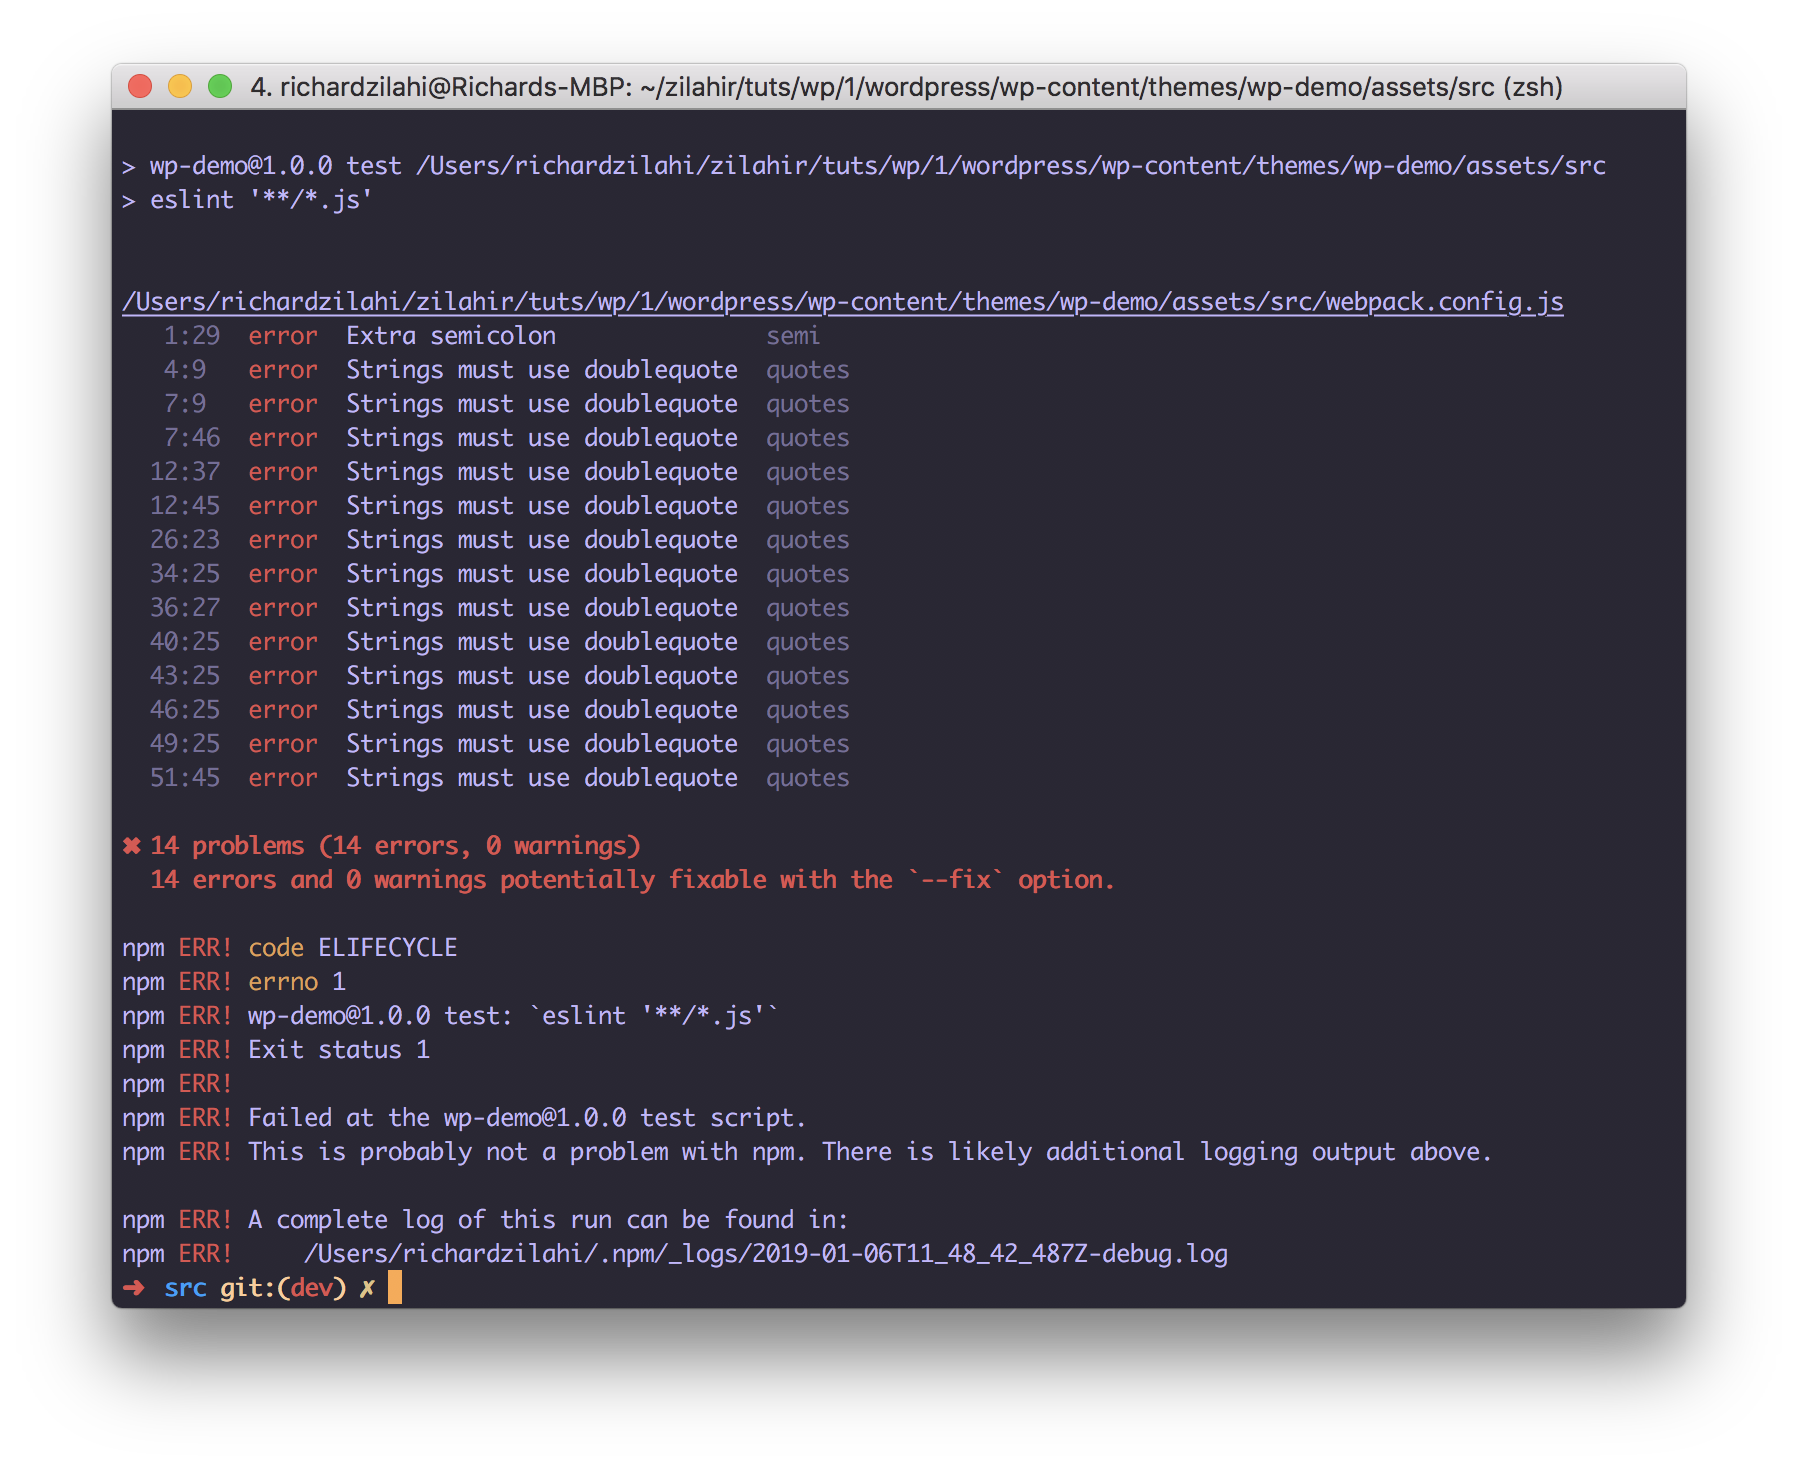 4. richardzilahi@Richards-MBP: ~/zilahir/tuts/wp/1/wordpress/wp-content/themes/wp-demo/assets/src (zsh)
> wp-demo@1.0.0 test /Users/richardzilahi/zilahir/tuts/wp/1/wordpress/wp-content/themes/wp-demo/assets/src
> eslint '**/*.js'
/Users/richardzilahi/zilahir/tuts/wp/1/wordpress/wp-content/themes/wp-demo/assets/src/webpack.config.js
1:29 error Extra semicolon semi
4:9 error Strings must use doublequote quotes
7:9 error Strings must use doublequote quotes
7:46 error Strings must use doublequote quotes
12:37 error Strings must use doublequote quotes
12:45 error Strings must use doublequote quotes
26:23 error Strings must use doublequote quotes
34:25 error Strings must use doublequote quotes
36:27 error Strings must use doublequote quotes
40:25 error Strings must use doublequote quotes
43:25 error Strings must use doublequote quotes
46:25 error Strings must use doublequote quotes
49:25 error Strings must use doublequote quotes
51:45 error Strings must use doublequote quotes
✖ 14 problems (14 errors, 0 warnings)
14 errors and 0 warnings potentially fixable with the `--fix` option.
npm ERR! code ELIFECYCLE
npm ERR! errno 1
npm ERR! wp-demo@1.0.0 test: `eslint '**/*.js'`
npm ERR! Exit status 1
npm ERR!
npm ERR! Failed at the wp-demo@1.0.0 test script.
npm ERR! This is probably not a problem with npm. There is likely additional logging output above.
npm ERR! A complete log of this run can be found in:
npm ERR! /Users/richardzilahi/.npm/_logs/2019-01-06T11_48_42_487Z-debug.log
➜ src git:(dev) ✗